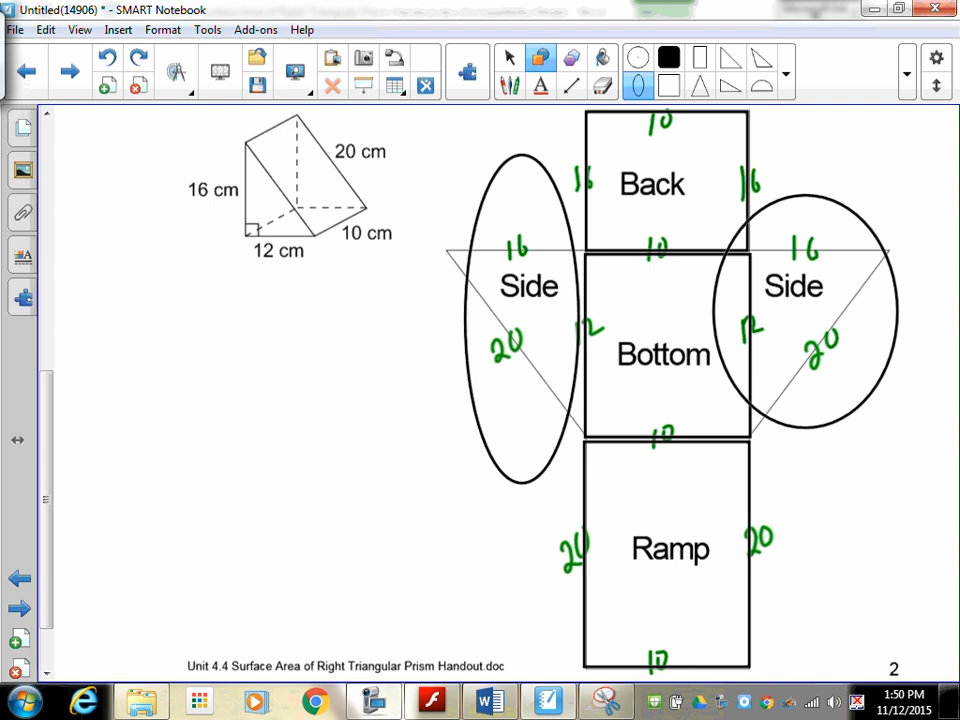 Untitled(14906) * - SMART Notebook
File Edit View Insert Format Tools Add-ons Help
20 cm
16 cm
10 cm
12 cm
10
16 Back 16
10
16 16
Side Side
12 12
20 20
Bottom
10
20 Ramp 20
10
Unit 4.4 Surface Area of Right Triangular Prism Handout.doc
2
1:50 PM
11/12/2015